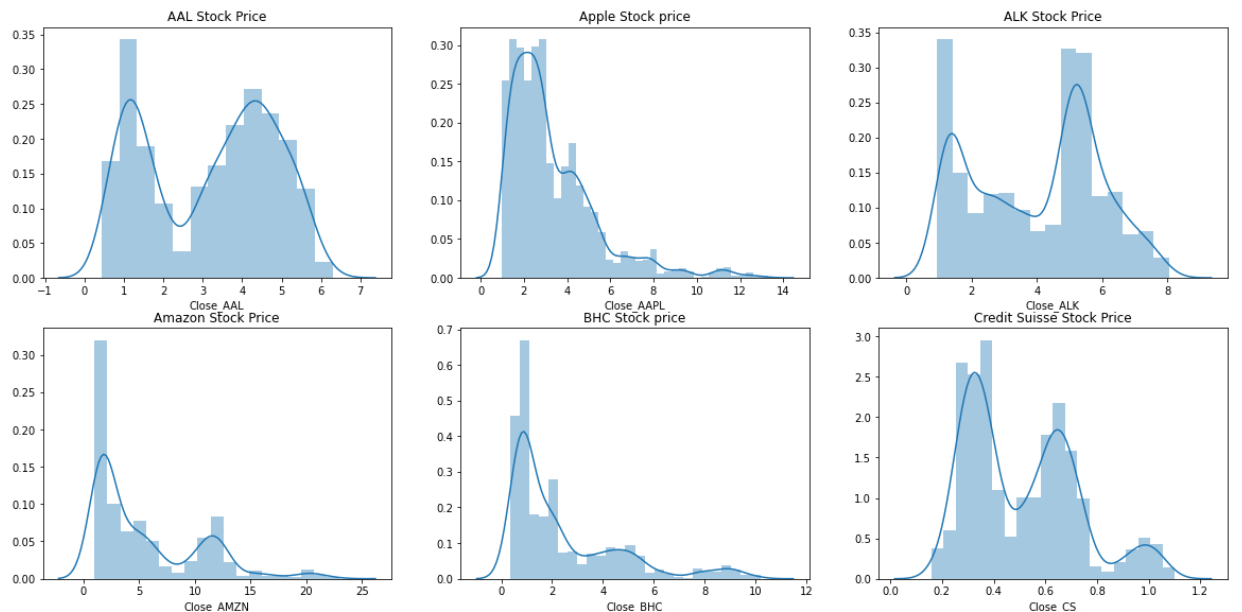 AAL Stock Price
0.35
0.30
0.25
0.20
0.15
0.10
0.05
0.00
−1 0 1 2 3 4 5 6 7
Close_AAL
Apple Stock price
0.30
0.25
0.20
0.15
0.10
0.05
0.00
0 2 4 6 8 10 12 14
Close_AAPL
ALK Stock Price
0.35
0.30
0.25
0.20
0.15
0.10
0.05
0.00
0 2 4 6 8
Close_ALK
Amazon Stock Price
0.30
0.25
0.20
0.15
0.10
0.05
0.00
0 5 10 15 20 25
Close_AMZN
BHC Stock price
0.7
0.6
0.5
0.4
0.3
0.2
0.1
0.0
0 2 4 6 8 10 12
Close_BHC
Credit Suisse Stock Price
3.0
2.5
2.0
1.5
1.0
0.5
0.0
0.0 0.2 0.4 0.6 0.8 1.0 1.2
Close_CS